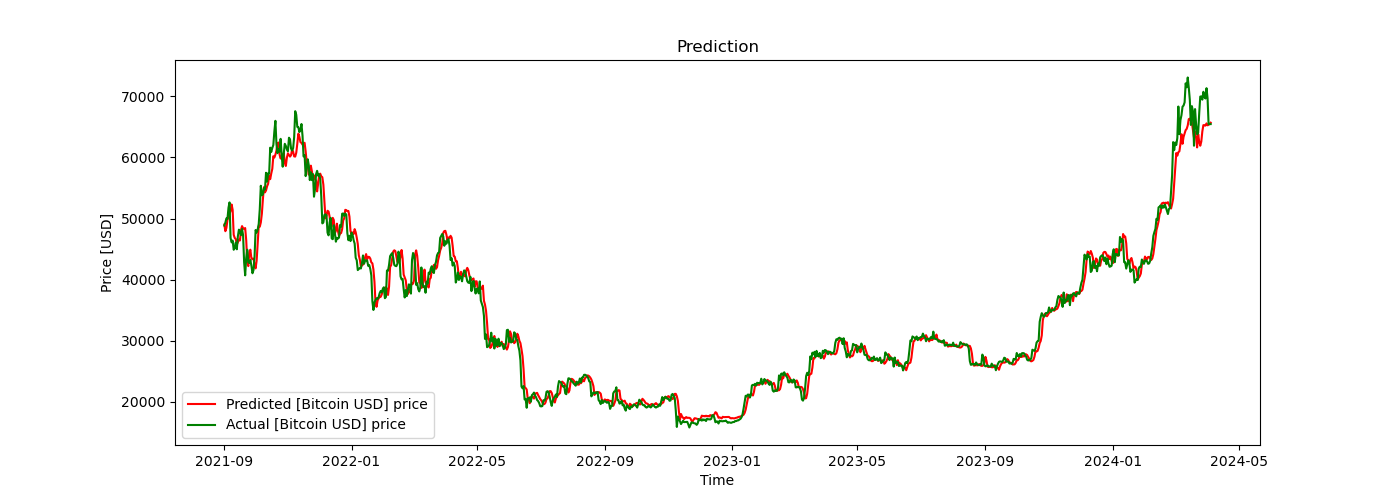 Prediction
Price [USD]
70000
60000
50000
40000
30000
20000
Predicted [Bitcoin USD] price
Actual [Bitcoin USD] price
2021-09 2022-01 2022-05 2022-09 2023-01 2023-05 2023-09 2024-01 2024-05
Time